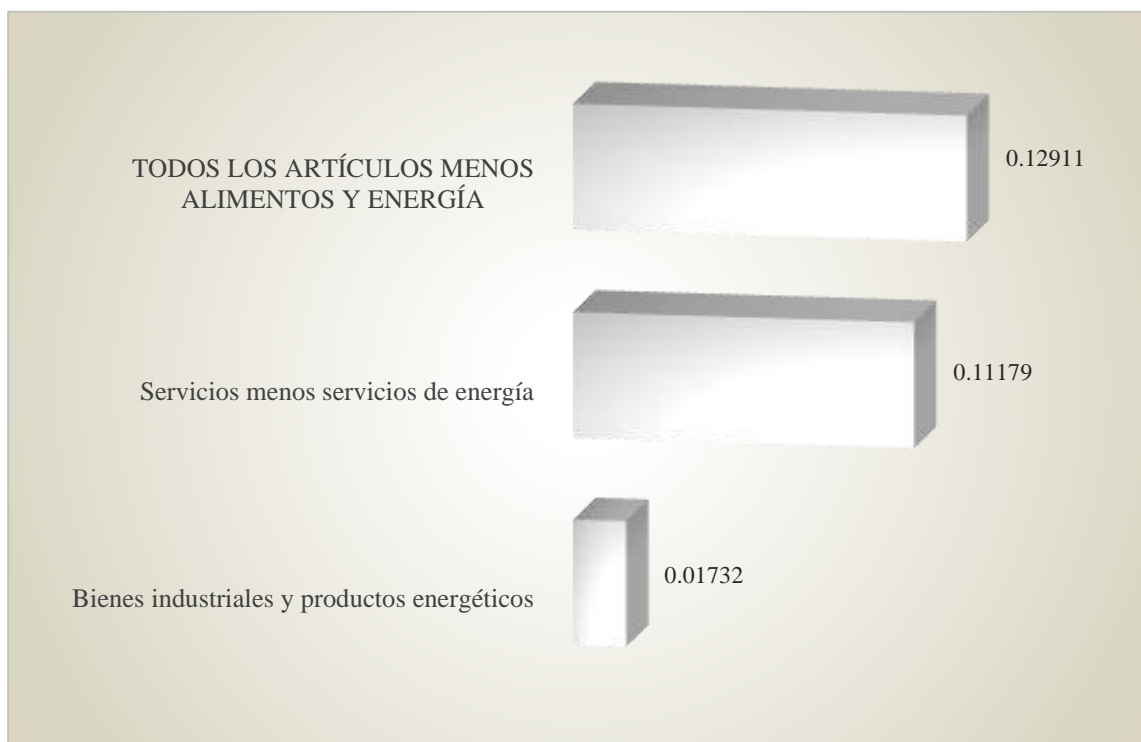 TODOS LOS ARTÍCULOS MENOS
ALIMENTOS Y ENERGÍA
0.12911
Servicios menos servicios de energía
0.11179
Bienes industriales y productos energéticos
0.01732